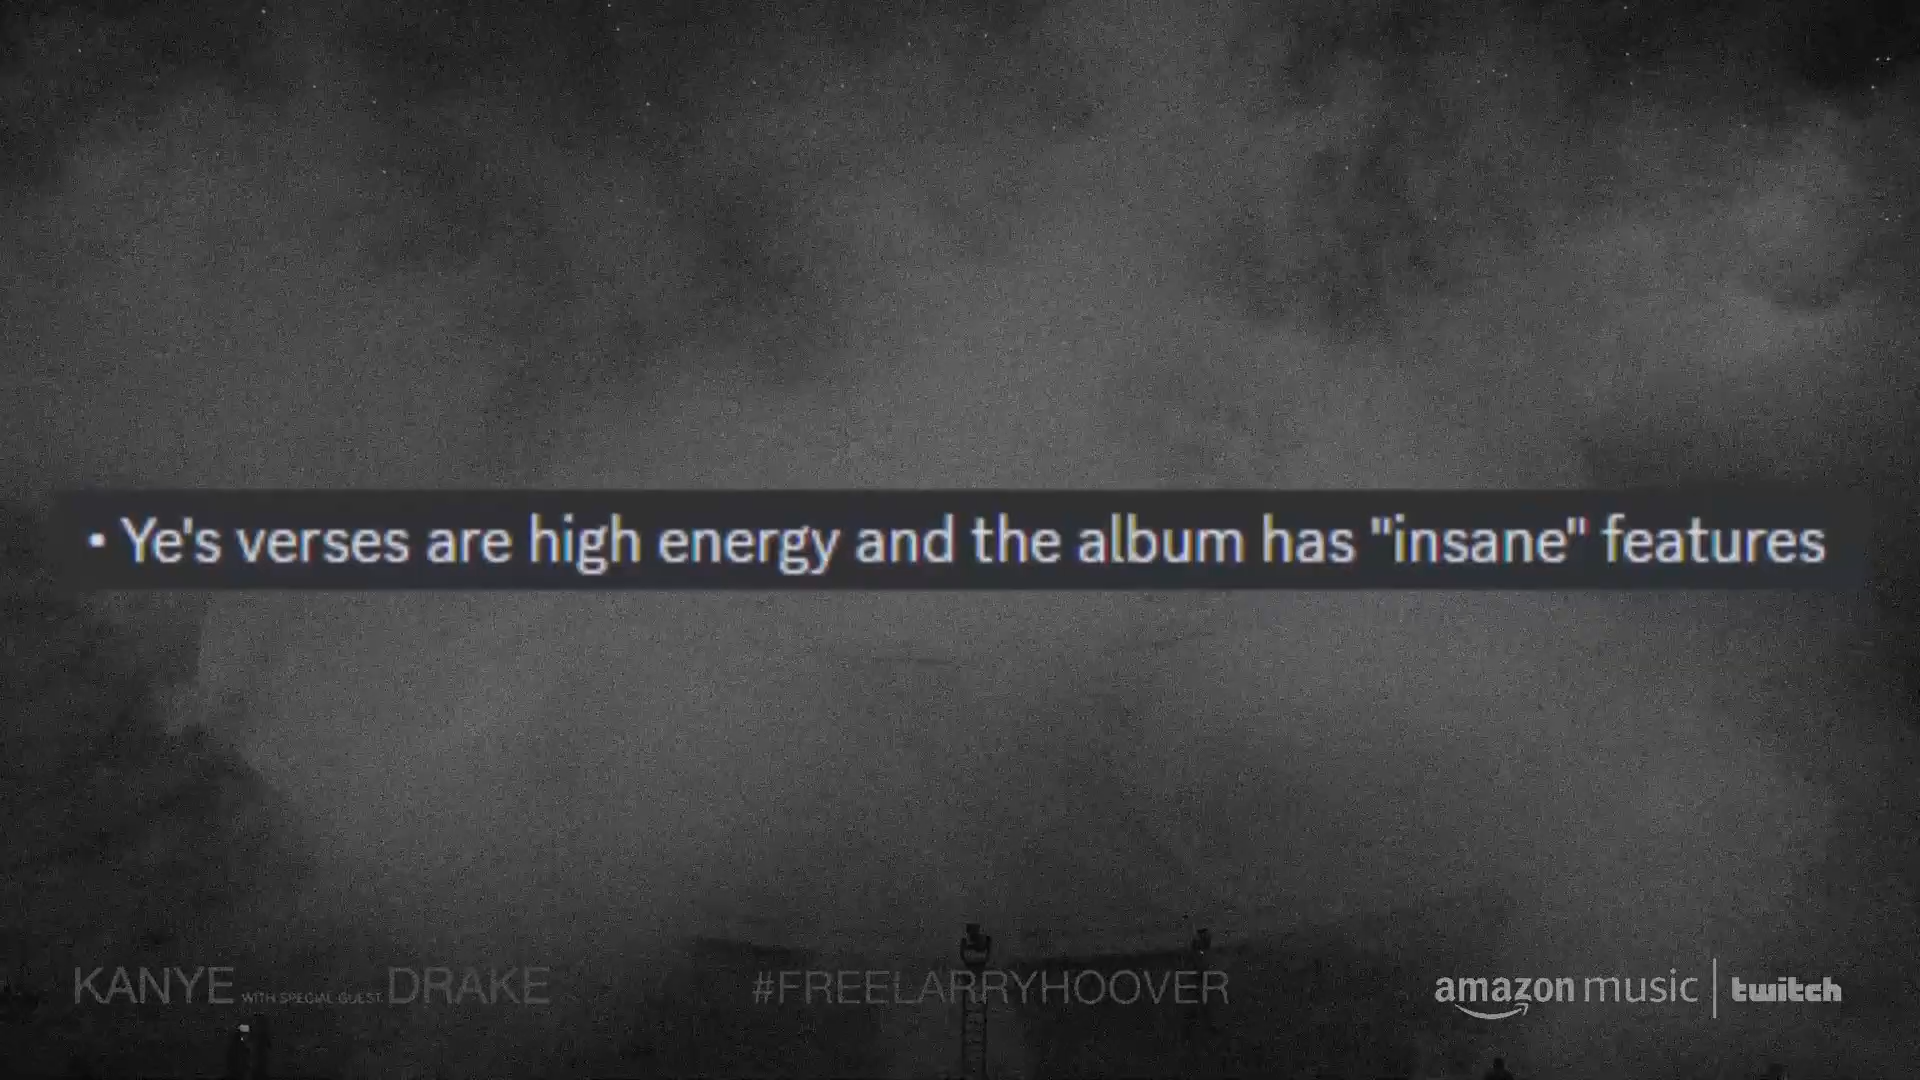 • Ye's verses are high energy and the album has "insane" features
KANYE WITH SPECIAL GUEST DRAKE
#FREELARRYHOOVER
amazon music | twitch